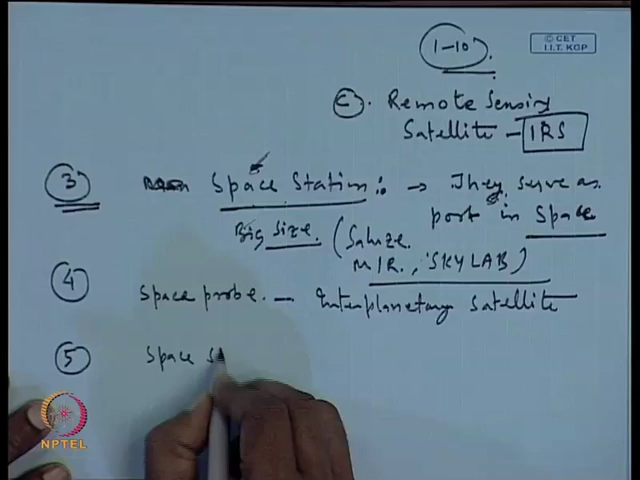 1-10.
© CET
I.I.T. KGP
E. Remote Sensing
Satellite - IRS
3 Space Station: → They serve as
port in Space
Big Size. (Saluze.
MIR., SKYLAB)
4 Space probe. - Interplanetary Satellite
5 Space S
NPTEL